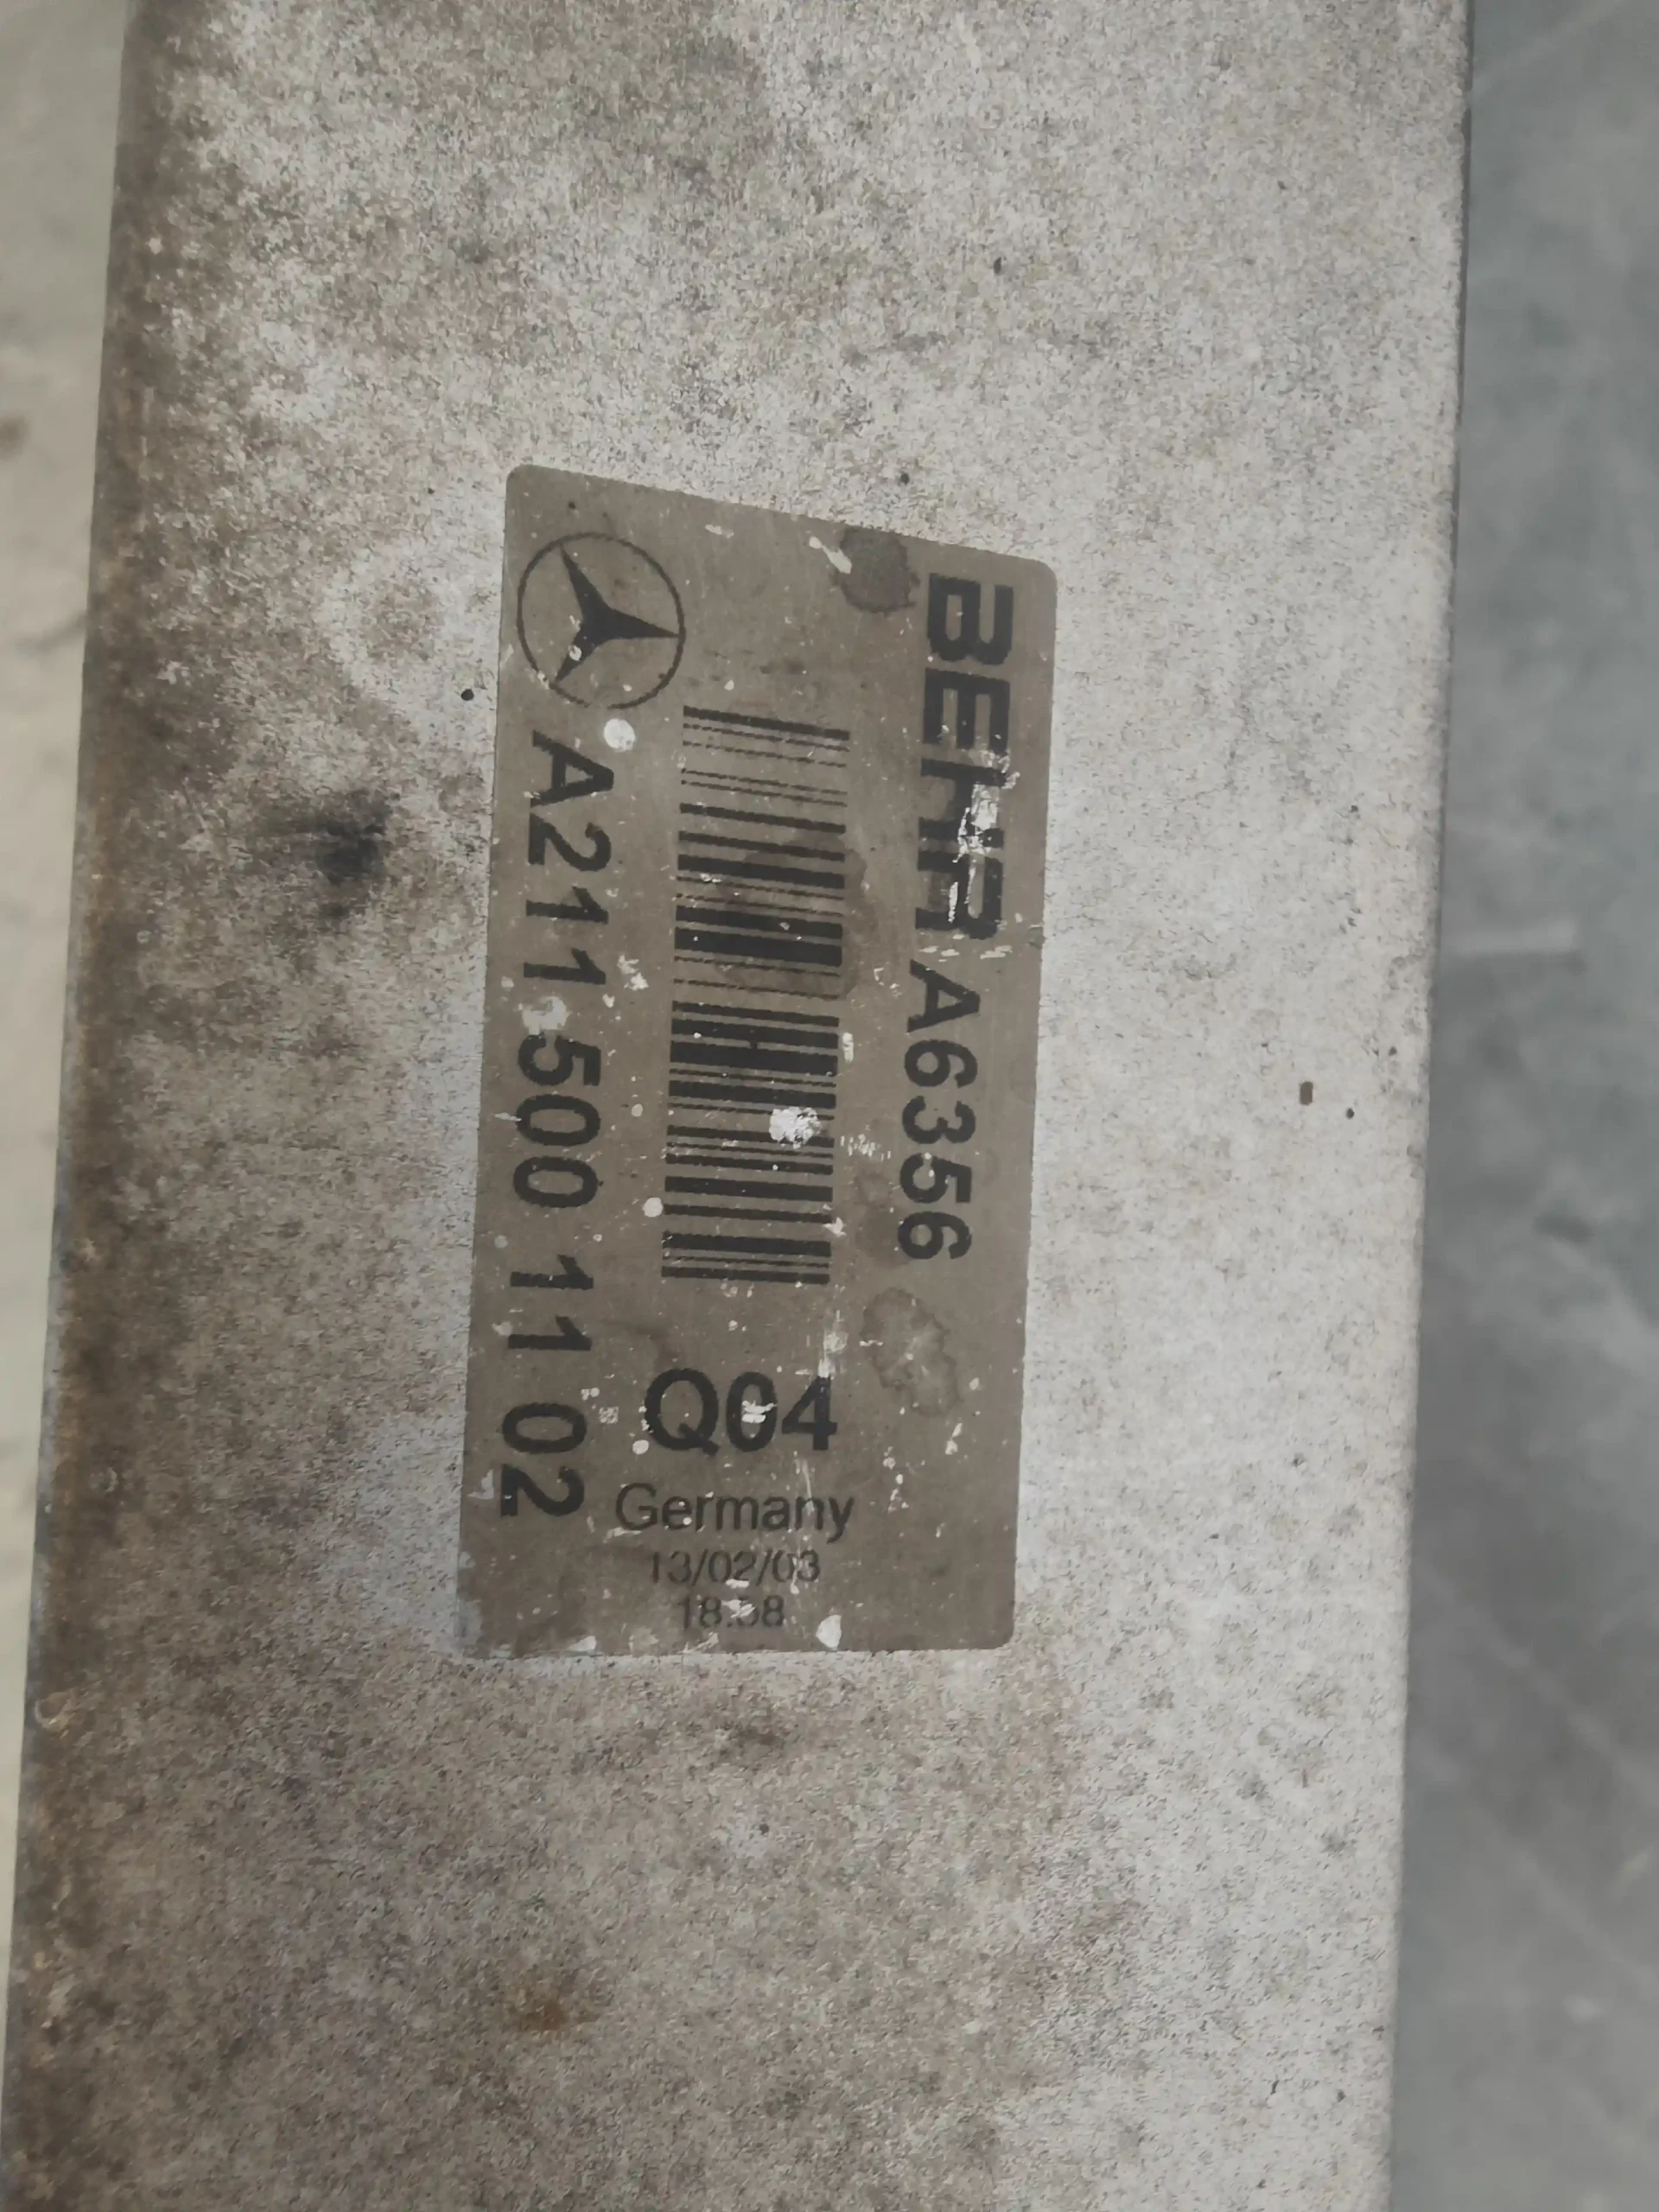 BEHR A6356
Q04
Germany
13/02/03
18:58
A211 500 11 02